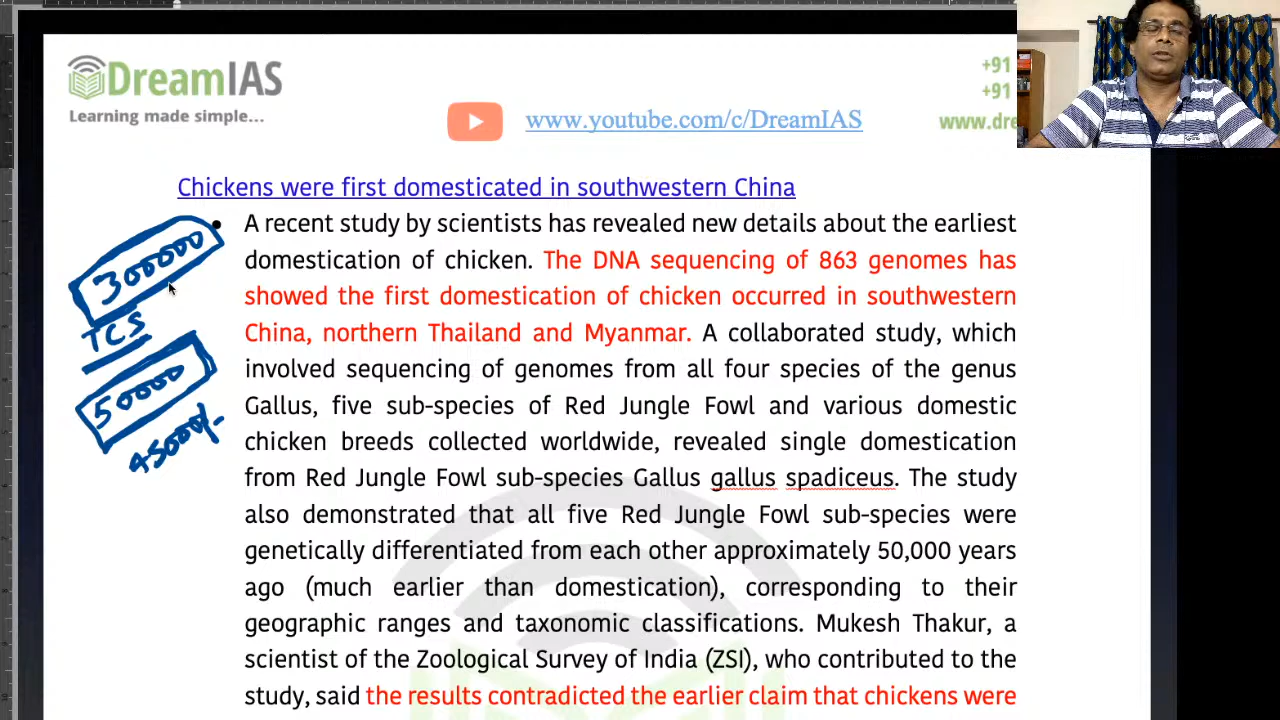 DreamIAS
Learning made simple...
www.youtube.com/c/DreamIAS
+91
+91
www.dre
Chickens were first domesticated in southwestern China
• A recent study by scientists has revealed new details about the earliest
domestication of chicken. The DNA sequencing of 863 genomes has
showed the first domestication of chicken occurred in southwestern
China, northern Thailand and Myanmar. A collaborated study, which
involved sequencing of genomes from all four species of the genus
Gallus, five sub-species of Red Jungle Fowl and various domestic
chicken breeds collected worldwide, revealed single domestication
from Red Jungle Fowl sub-species Gallus gallus spadiceus. The study
also demonstrated that all five Red Jungle Fowl sub-species were
genetically differentiated from each other approximately 50,000 years
ago (much earlier than domestication), corresponding to their
geographic ranges and taxonomic classifications. Mukesh Thakur, a
scientist of the Zoological Survey of India (ZSI), who contributed to the
study, said the results contradicted the earlier claim that chickens were
300000
TCS
50000